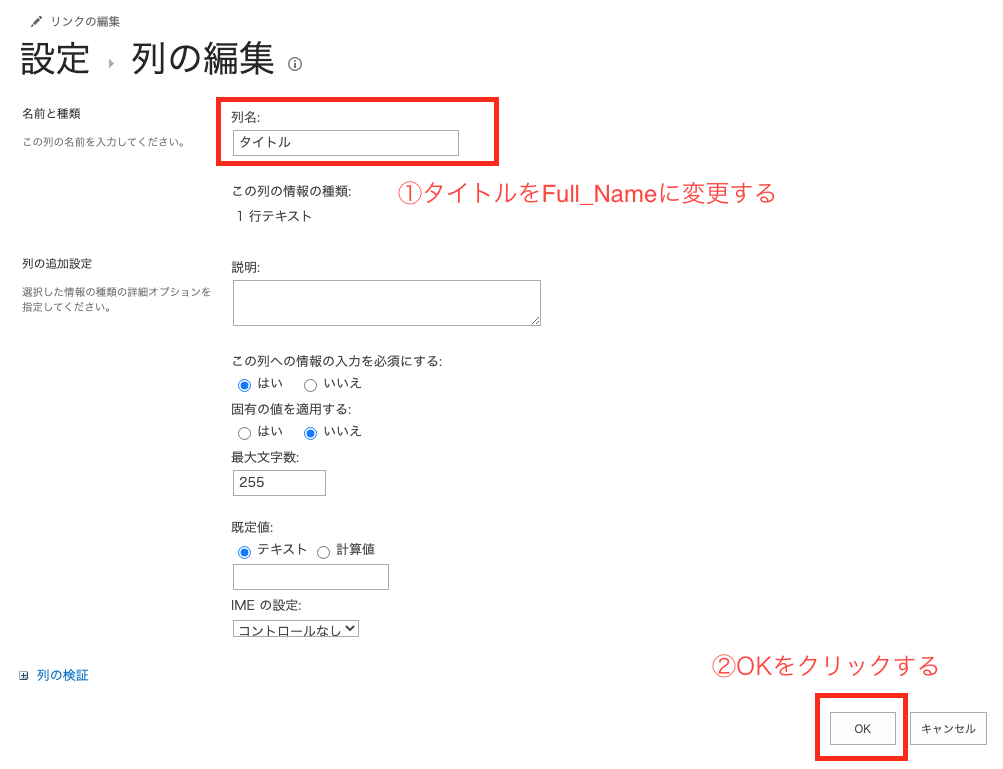 リンクの編集
設定 ▸ 列の編集
名前と種類
この列の名前を入力してください。
列名:
タイトル
この列の情報の種類:
1 行テキスト
①タイトルをFull_Nameに変更する
列の追加設定
選択した情報の種類の詳細オプションを
指定してください。
説明:
この列への情報の入力を必須にする:
はい いいえ
固有の値を適用する:
はい いいえ
最大文字数:
255
既定値:
テキスト 計算値
IME の設定:
コントロールなし
列の検証
②OKをクリックする
OK キャンセル